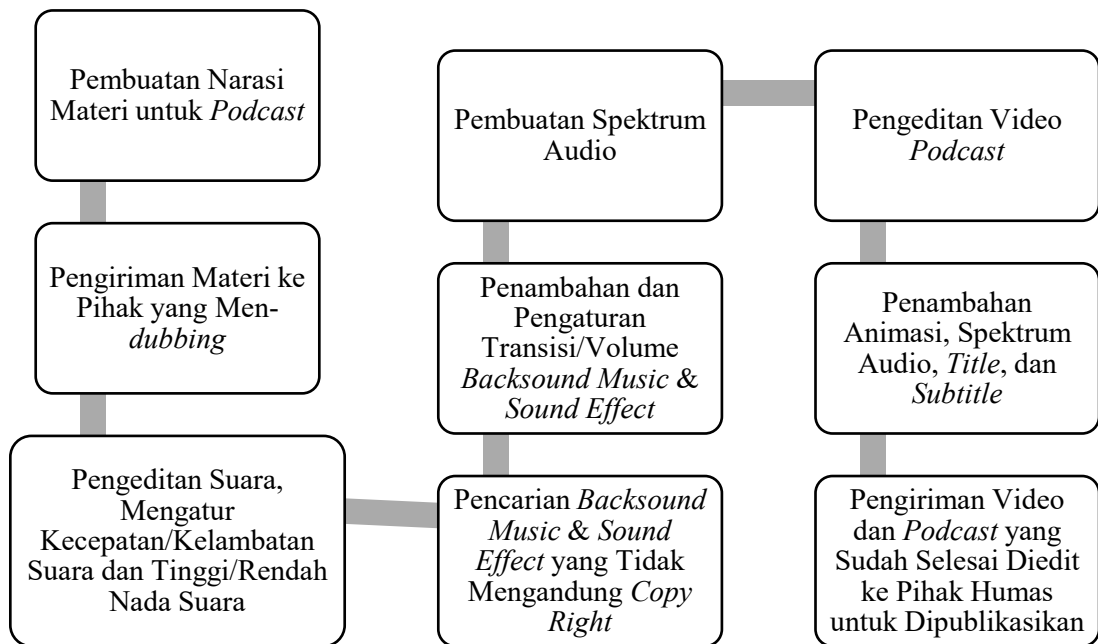 Pembuatan Narasi
Materi untuk Podcast
Pengiriman Materi ke
Pihak yang Men-
dubbing
Pengeditan Suara,
Mengatur
Kecepatan/Kelambatan
Suara dan Tinggi/Rendah
Nada Suara
Pencarian Backsound
Music & Sound
Effect yang Tidak
Mengandung Copy
Right
Penambahan dan
Pengaturan
Transisi/Volume
Backsound Music &
Sound Effect
Pembuatan Spektrum
Audio
Pengeditan Video
Podcast
Penambahan
Animasi, Spektrum
Audio, Title, dan
Subtitle
Pengiriman Video
dan Podcast yang
Sudah Selesai Diedit
ke Pihak Humas
untuk Dipublikasikan